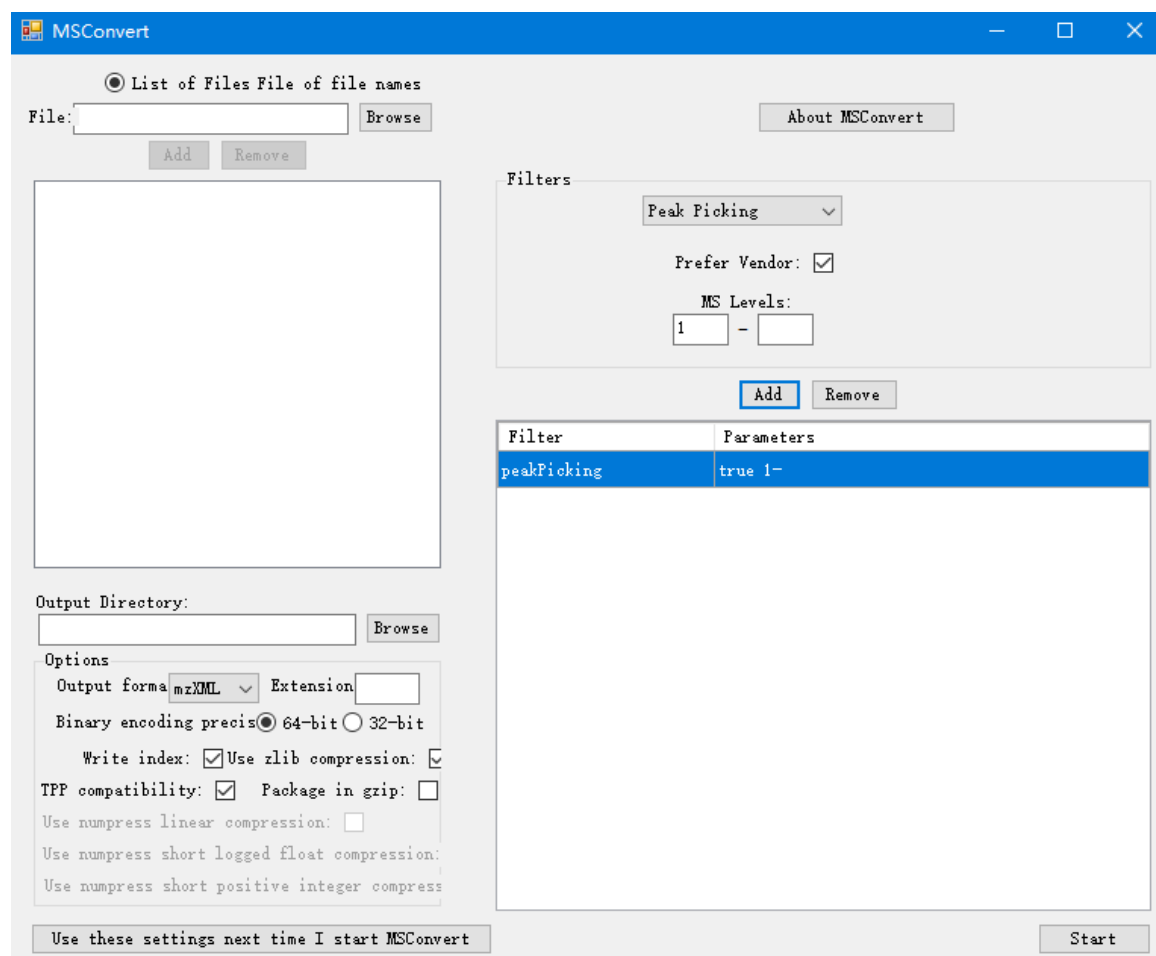 MSConvert
List of Files File of file names
File: Browse
Add Remove
About MSConvert
Filters
Peak Picking
Prefer Vendor:
MS Levels:
1 -
Add Remove
Filter Parameters
peakPicking true 1-
Output Directory:
Browse
Options
Output forma mzXML Extension
Binary encoding precis 64-bit 32-bit
Write index: Use zlib compression:
TPP compatibility: Package in gzip:
Use numpress linear compression:
Use numpress short logged float compression:
Use numpress short positive integer compress
Use these settings next time I start MSConvert
Start